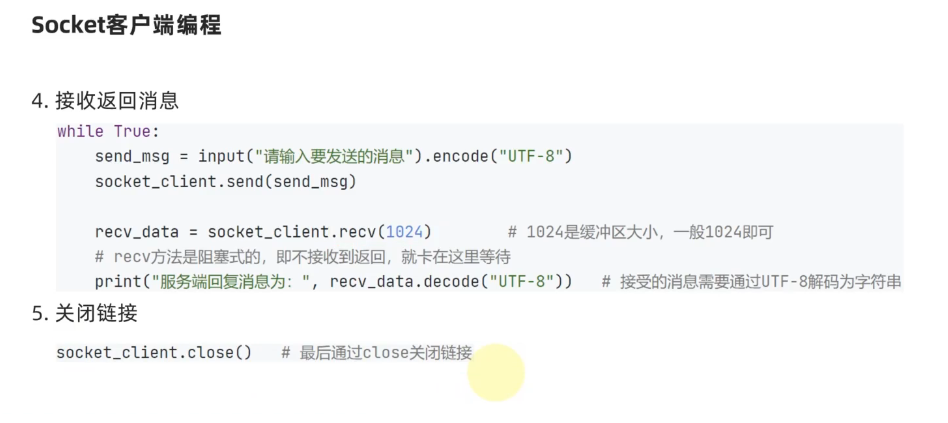 Socket客户端编程
4. 接收返回消息
while True:
    send_msg = input("请输入要发送的消息").encode("UTF-8")
    socket_client.send(send_msg)
    recv_data = socket_client.recv(1024)        # 1024是缓冲区大小，一般1024即可
    # recv方法是阻塞式的，即不接收到返回，就卡在这里等待
    print("服务端回复消息为：", recv_data.decode("UTF-8"))   # 接受的消息需要通过UTF-8解码为字符串
5. 关闭链接
socket_client.close()   # 最后通过close关闭链接